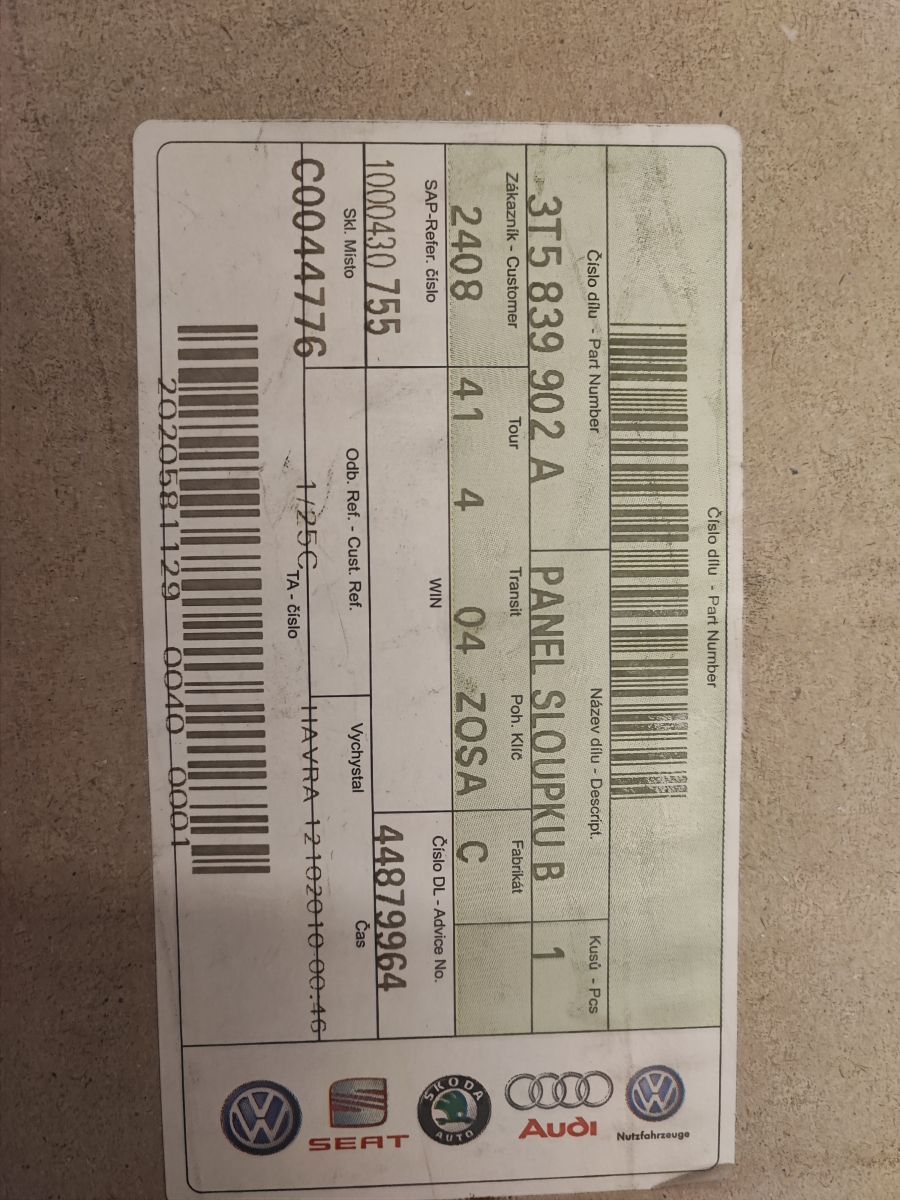 Číslo dílu - Part Number
Číslo dílu - Part Number
Název dílu - Descript.
Kusů - Pcs
3T5 839 902 A
PANEL SLOUPKU B
1
Zákazník - Customer
Tour
Transit
Poh. Klíč
Fabrikát
2408
41
4
04
ZOSA
C
SAP-Refer. číslo
WIN
Číslo DL - Advice No.
1000430755
44879964
Skl. Místo
Odb. Ref. - Cust. Ref.
Vychystal
Čas
C0044776
1/25C
HAVRA 12102010 00:46
TA - číslo
2020581129 0040 0001
Nutzfahrzeuge
Audi
ŠKODA
AUTO
SEAT